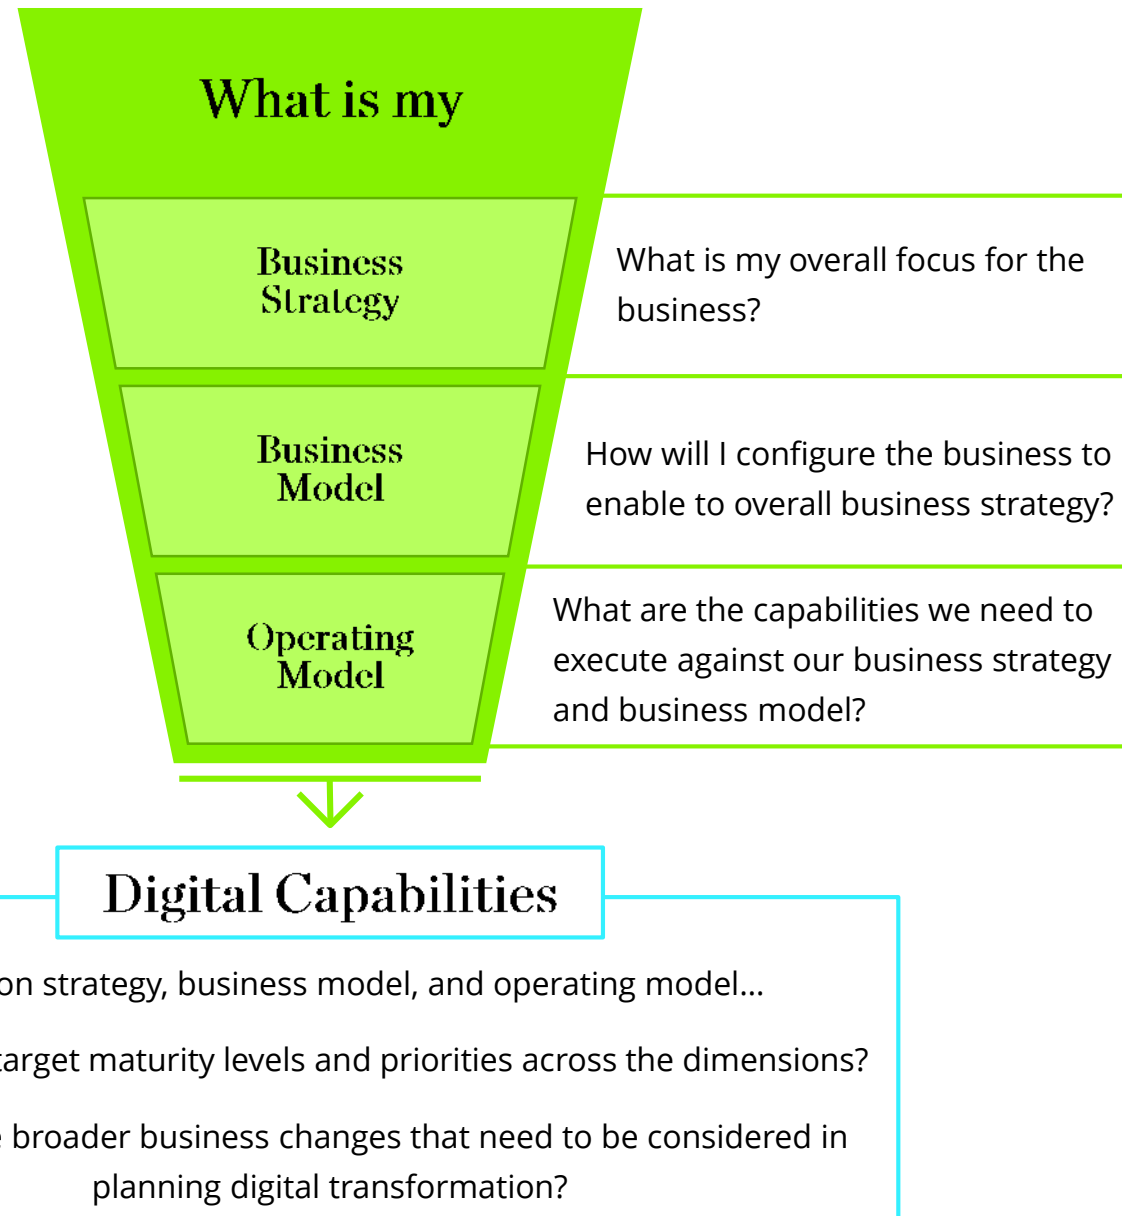 What is my
Business
Strategy
What is my overall focus for the
business?
Business
Model
How will I configure the business to
enable to overall business strategy?
Operating
Model
What are the capabilities we need to
execute against our business strategy
and business model?
Digital Capabilities
on strategy, business model, and operating model...
target maturity levels and priorities across the dimensions?
broader business changes that need to be considered in
planning digital transformation?